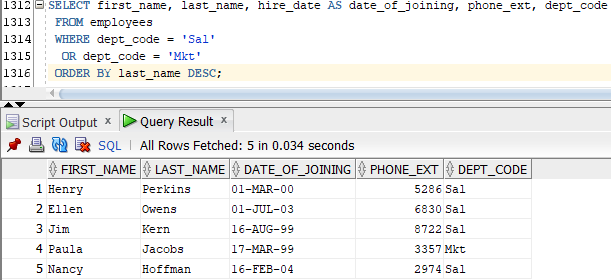 1312 SELECT first_name, last_name, hire_date AS date_of_joining, phone_ext, dept_code
1313 FROM employees
1314 WHERE dept_code = 'Sal'
1315 OR dept_code = 'Mkt'
1316 ORDER BY last_name DESC;
Script Output x Query Result x
SQL | All Rows Fetched: 5 in 0.034 seconds
FIRST_NAME LAST_NAME DATE_OF_JOINING PHONE_EXT DEPT_CODE
1 Henry Perkins 01-MAR-00 5286 Sal
2 Ellen Owens 01-JUL-03 6830 Sal
3 Jim Kern 16-AUG-99 8722 Sal
4 Paula Jacobs 17-MAR-99 3357 Mkt
5 Nancy Hoffman 16-FEB-04 2974 Sal